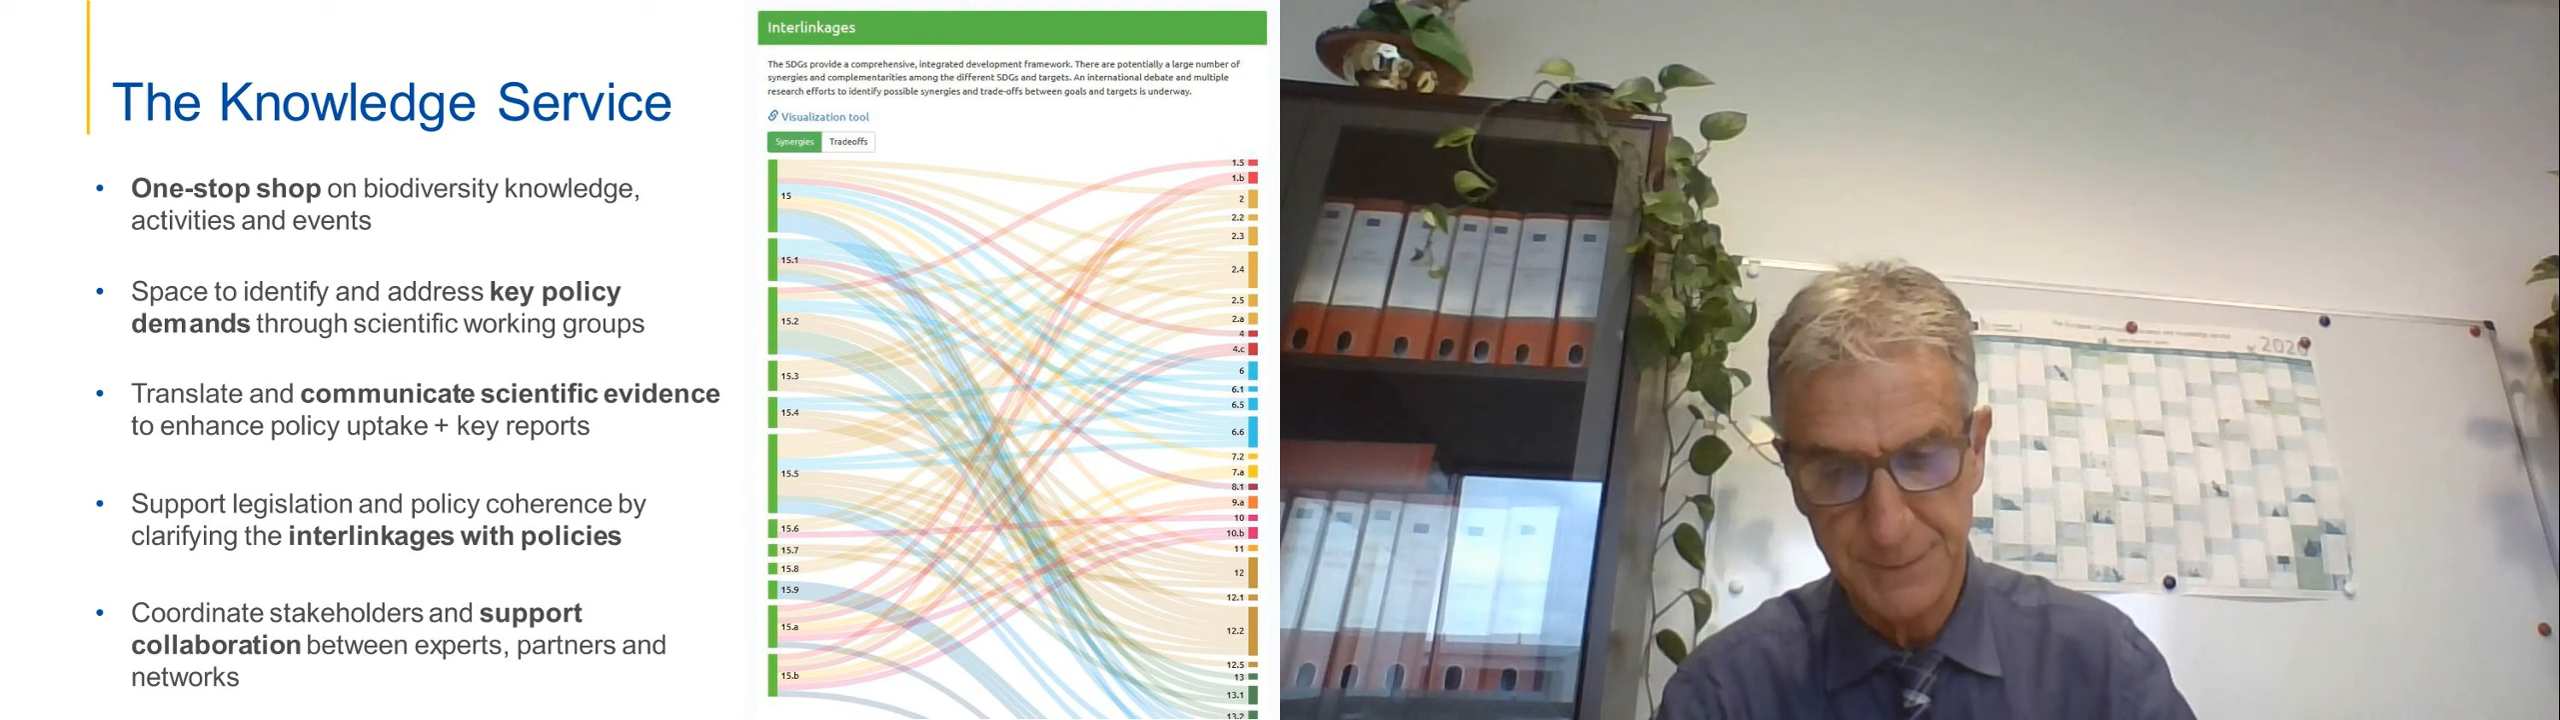 The Knowledge Service
• One-stop shop on biodiversity knowledge,
activities and events
• Space to identify and address key policy
demands through scientific working groups
• Translate and communicate scientific evidence
to enhance policy uptake + key reports
• Support legislation and policy coherence by
clarifying the interlinkages with policies
• Coordinate stakeholders and support
collaboration between experts, partners and
networks
Interlinkages
The SDGs provide a comprehensive, integrated development framework. There are potentially a large number of
synergies and complementarities among the different SDGs and targets. An international debate and multiple
research efforts to identify possible synergies and trade-offs between goals and targets is underway.
Visualization tool
Synergies Tradeoffs
15
15.1
15.2
15.3
15.4
15.5
15.6
15.7
15.8
15.9
15.a
15.b
1.5
1.b
2
2.2
2.3
2.4
2.5
2.a
4
4.c
6
6.1
6.5
6.6
7.2
7.a
8.1
9.a
10
10.b
11
12
12.1
12.2
12.5
13
13.1
13.2
2020